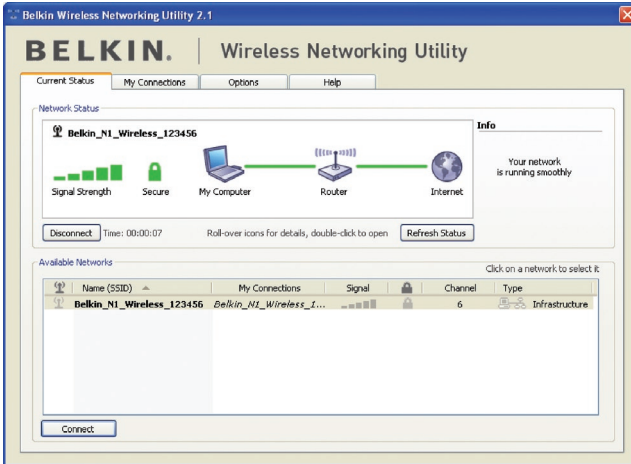 Belkin Wireless Networking Utility 2.1
BELKIN. | Wireless Networking Utility
Current Status My Connections Options Help
Network Status
Belkin_N1_Wireless_123456
Signal Strength Secure My Computer Router Internet
Info
Your network
is running smoothly
Disconnect Time: 00:00:07 Roll-over icons for details, double-click to open Refresh Status
Available Networks
Click on a network to select it
Name (SSID) My Connections Signal Channel Type
Belkin_N1_Wireless_123456 Belkin_N1_Wireless_1... 6 Infrastructure
Connect